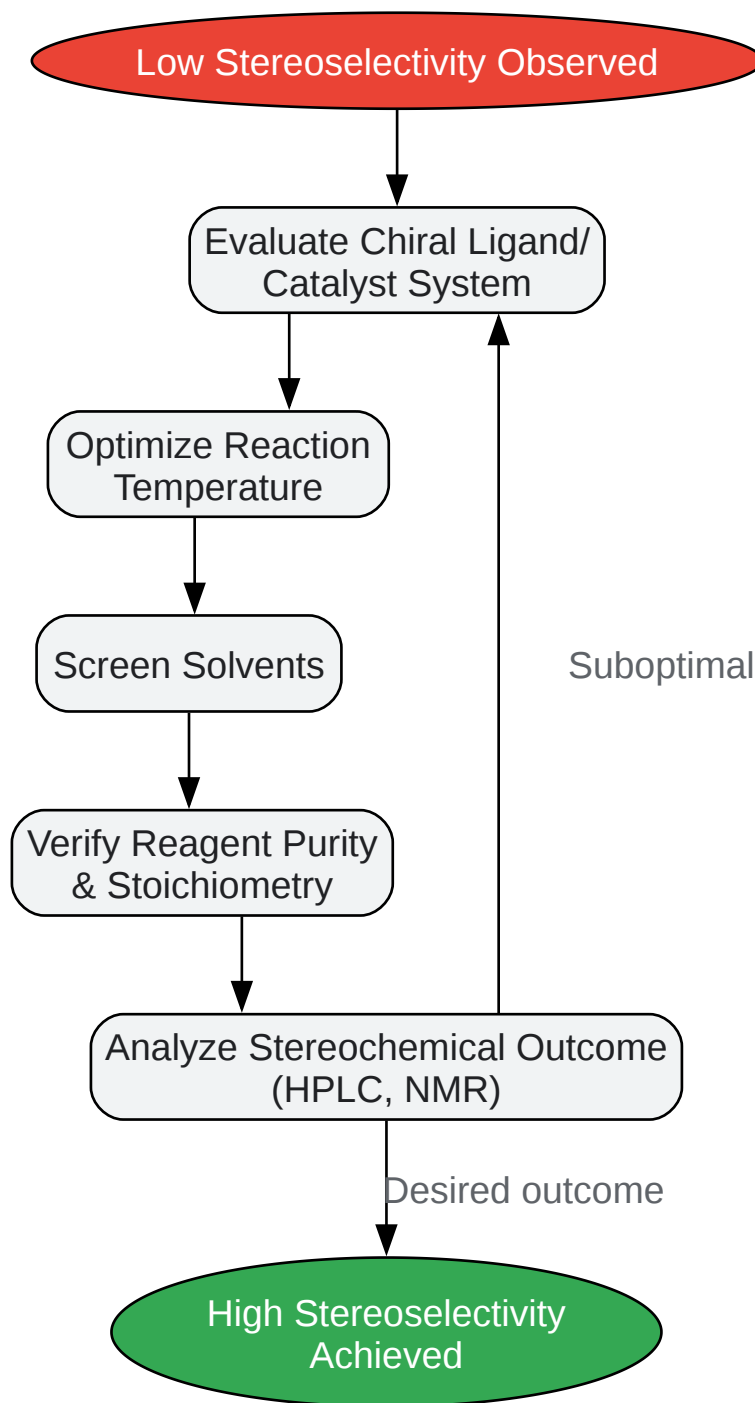 Low Stereoselectivity Observed
Evaluate Chiral Ligand/
Catalyst System
Optimize Reaction
Temperature
Screen Solvents
Suboptimal
Verify Reagent Purity
& Stoichiometry
Analyze Stereochemical Outcome
(HPLC, NMR)
Desired outcome
High Stereoselectivity
Achieved